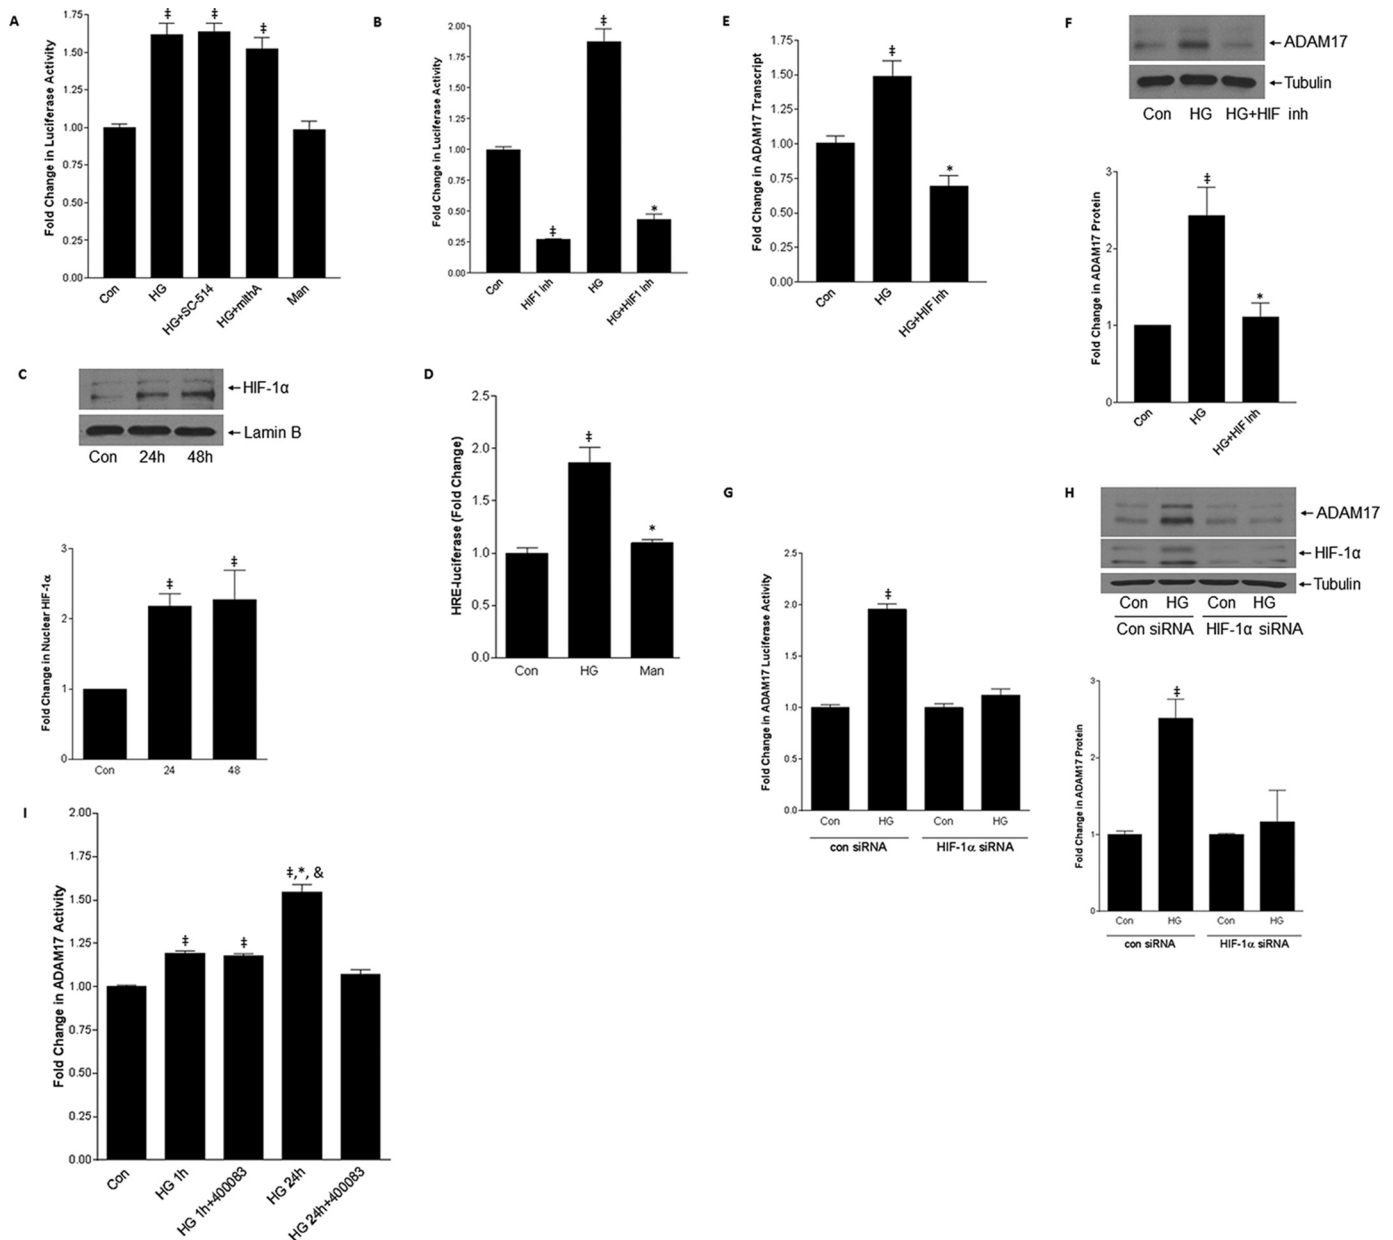 A
Fold Change in Luciferase Activity
1.75
1.50
1.25
1.00
0.75
0.50
0.25
0.00
‡
‡
‡
Con
HG
HG+SC-514
HG+mithA
Man
B
Fold Change in Luciferase Activity
2.00
1.75
1.50
1.25
1.00
0.75
0.50
0.25
0.00
‡
‡
*
Con
HIF1 inh
HG
HG+HIF1 inh
E
Fold Change in ADAM17 Transcript
1.75
1.50
1.25
1.00
0.75
0.50
0.25
0.00
‡
*
Con
HG
HG+HIF inh
F
←ADAM17
←Tubulin
Con HG HG+HIF inh
Fold Change in ADAM17 Protein
3
2
1
0
‡
*
Con
HG
HG+HIF inh
C
←HIF-1α
←Lamin B
Con 24h 48h
Fold Change in Nuclear HIF-1α
3
2
1
0
‡
‡
Con 24 48
D
HRE-luciferase (Fold Change)
2.5
2.0
1.5
1.0
0.5
0.0
‡
*
Con HG Man
G
Fold Change in ADAM17 Luciferase Activity
2.5
2.0
1.5
1.0
0.5
0.0
‡
Con HG Con HG
con siRNA HIF-1α siRNA
H
←ADAM17
←HIF-1α
←Tubulin
Con HG Con HG
Con siRNA HIF-1α siRNA
Fold Change in ADAM17 Protein
3
2
1
0
‡
Con HG Con HG
con siRNA HIF-1α siRNA
I
Fold Change in ADAM17 Activity
2.00
1.75
1.50
1.25
1.00
0.75
0.50
0.25
0.00
‡
‡
‡,*, &
Con
HG 1h
HG 1h+400083
HG 24h
HG 24h+400083